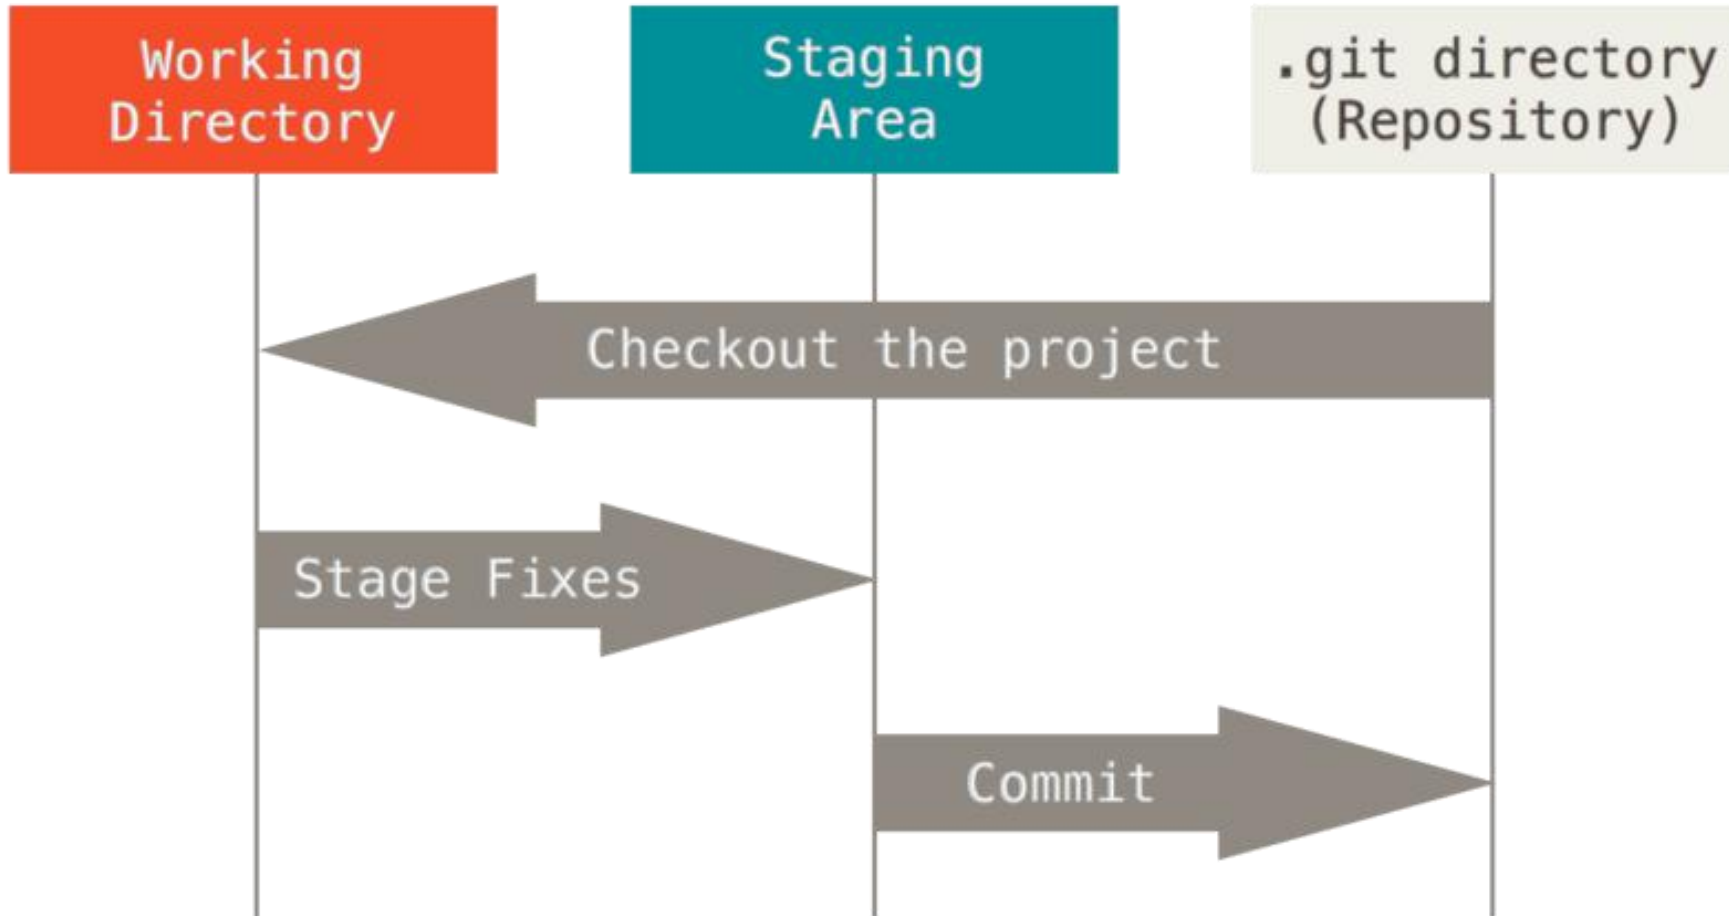 Working
Directory
Staging
Area
.git directory
(Repository)
Checkout the project
Stage Fixes
Commit